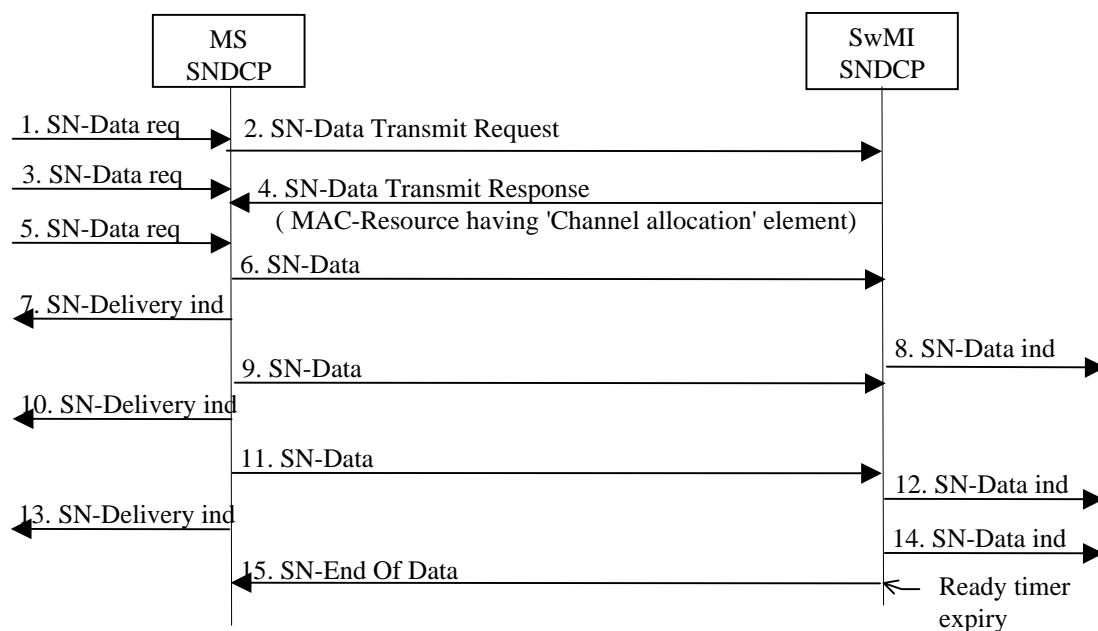 MS
SNDCP
SwMI
SNDCP
1. SN-Data req
2. SN-Data Transmit Request
3. SN-Data req
4. SN-Data Transmit Response
( MAC-Resource having 'Channel allocation' element)
5. SN-Data req
6. SN-Data
7. SN-Delivery ind
8. SN-Data ind
9. SN-Data
10. SN-Delivery ind
11. SN-Data
12. SN-Data ind
13. SN-Delivery ind
14. SN-Data ind
15. SN-End Of Data
Ready timer
expiry